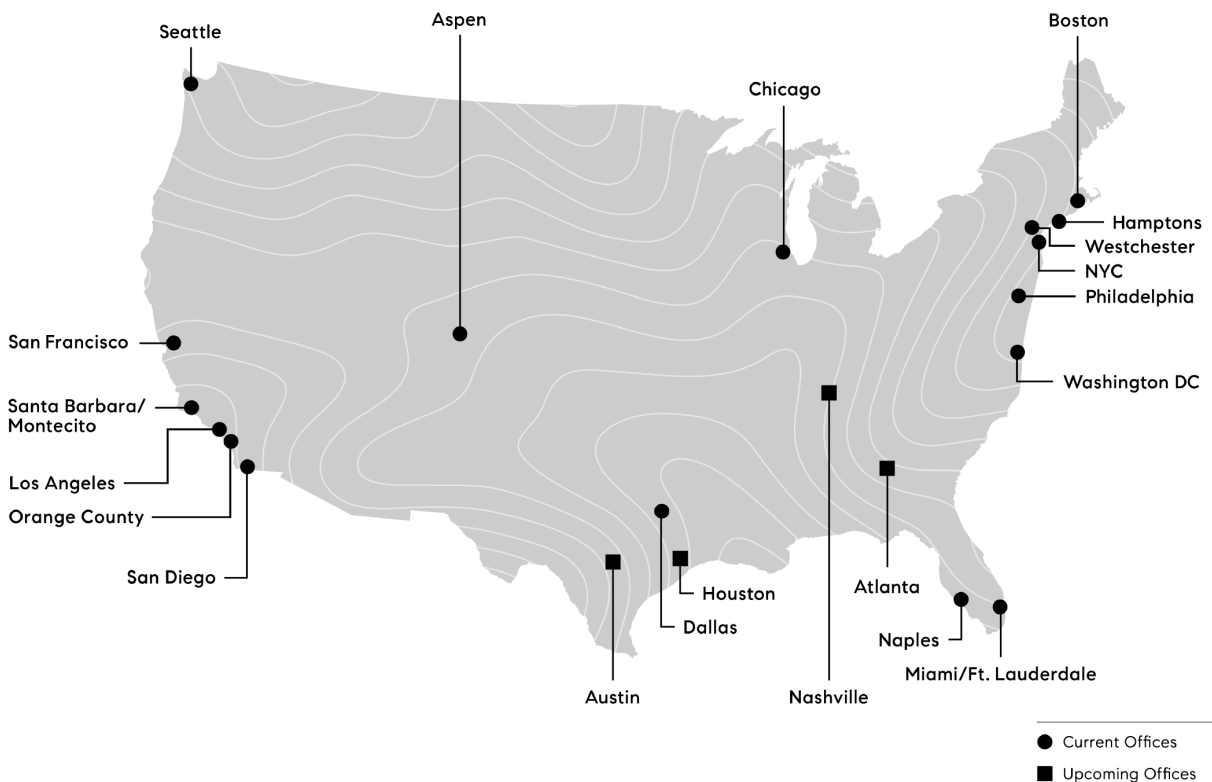 Aspen
Boston
Seattle
Chicago
Hamptons
Westchester
NYC
Philadelphia
San Francisco
Washington DC
Santa Barbara/
Montecito
Los Angeles
Orange County
San Diego
Atlanta
Houston
Dallas
Naples
Miami/Ft. Lauderdale
Austin
Nashville
Current Offices
Upcoming Offices